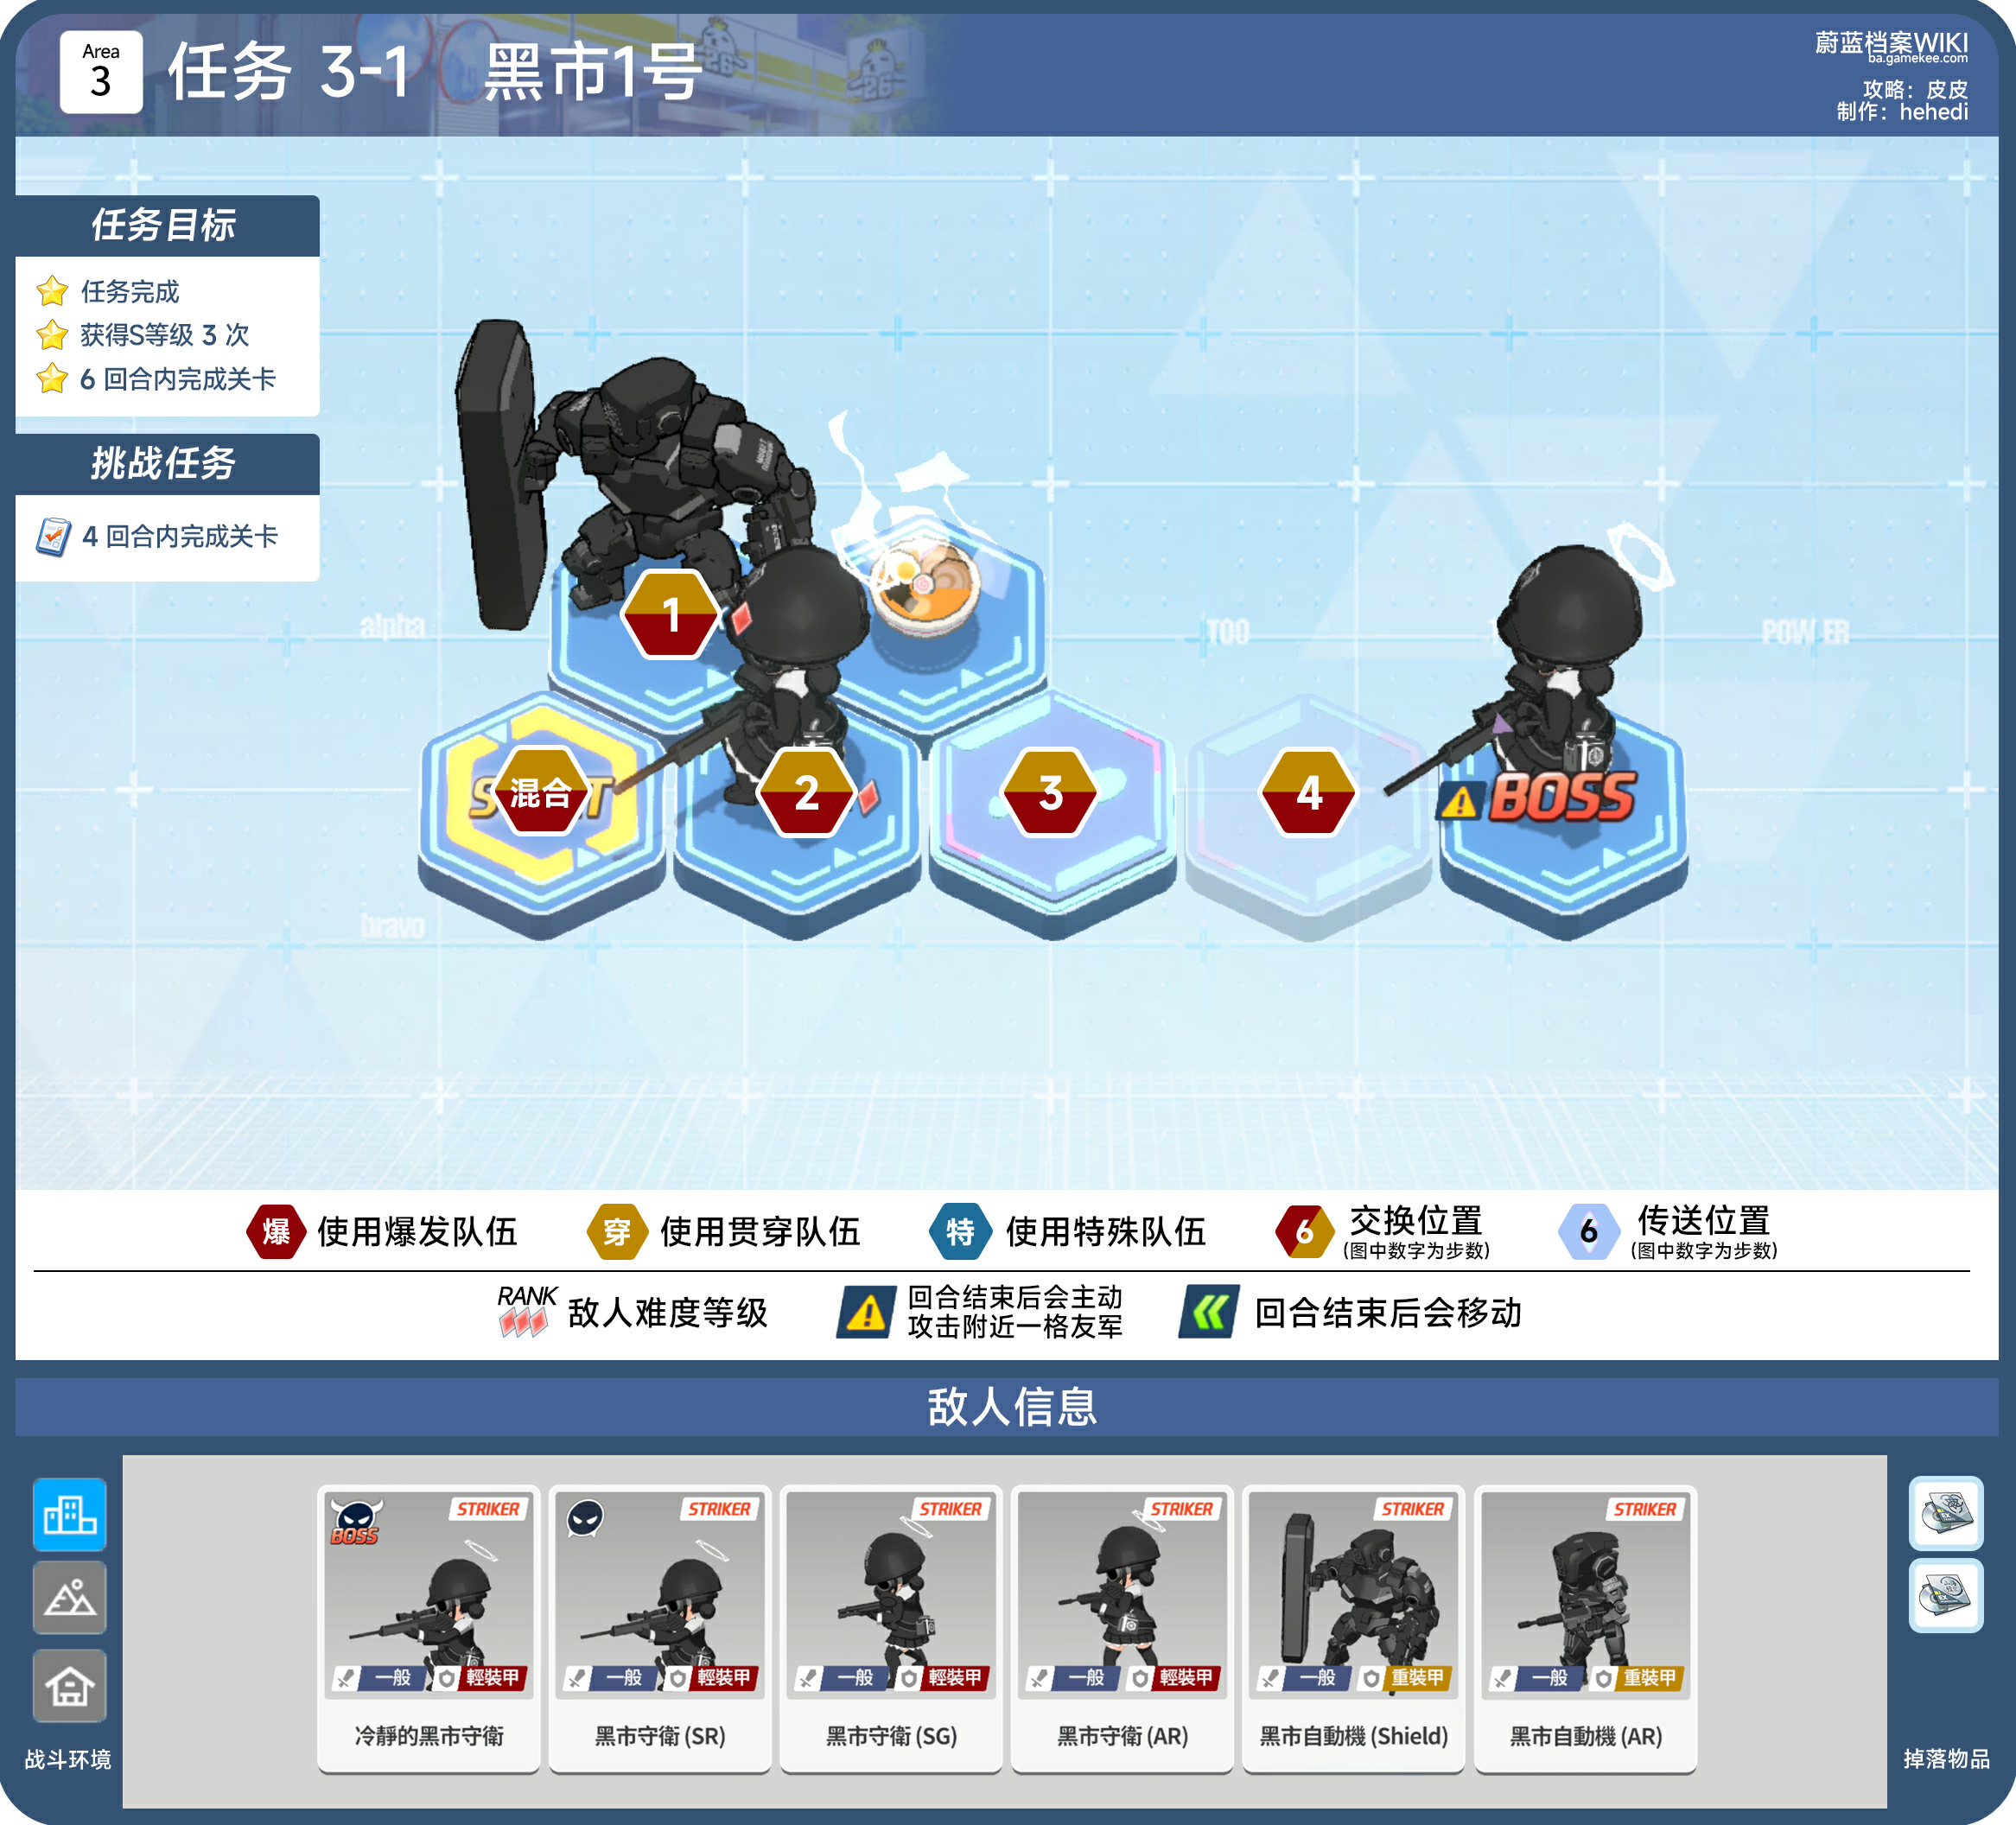 Area
3
任务 3-1 黑市1号
蔚蓝档案WIKI
ba.gamekee.com
攻略：皮皮
制作：hehedi
任务目标
任务完成
获得S等级 3 次
6 回合内完成关卡
挑战任务
4 回合内完成关卡
alpha
TOO
POWER
bravo
1
混合
2
3
4
BOSS
爆 使用爆发队伍
穿 使用贯穿队伍
特 使用特殊队伍
6 交换位置
(图中数字为步数)
6 传送位置
(图中数字为步数)
RANK 敌人难度等级
回合结束后会主动
攻击附近一格友军
回合结束后会移动
敌人信息
战斗环境
BOSS STRIKER
一般 輕裝甲
冷靜的黑市守衛
STRIKER
一般 輕裝甲
黑市守衛 (SR)
STRIKER
一般 輕裝甲
黑市守衛 (SG)
STRIKER
一般 輕裝甲
黑市守衛 (AR)
STRIKER
一般 重裝甲
黑市自動機 (Shield)
STRIKER
一般 重裝甲
黑市自動機 (AR)
掉落物品